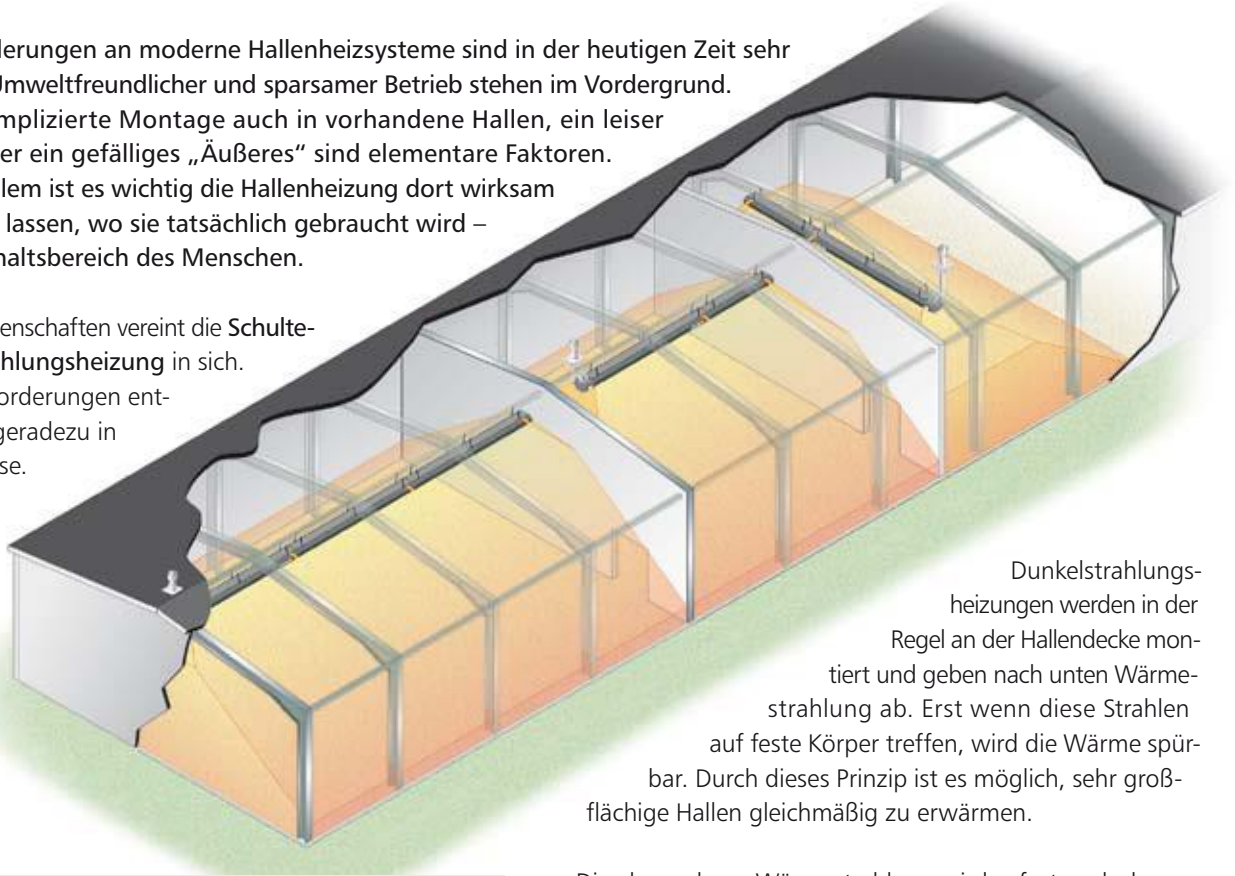 derungen an moderne Hallenheizsysteme sind in der heutigen Zeit sehr
Umweltfreundlicher und sparsamer Betrieb stehen im Vordergrund.
mplizierte Montage auch in vorhandene Hallen, ein leiser
er ein gefälliges „Äußeres“ sind elementare Faktoren.
lem ist es wichtig die Hallenheizung dort wirksam
lassen, wo sie tatsächlich gebraucht wird –
haltsbereich des Menschen.
enschaften vereint die Schulte-
hlungsheizung in sich.
forderungen ent-
geradezu in
se.
Dunkelstrahlungs-
heizungen werden in der
Regel an der Hallendecke mon-
tiert und geben nach unten Wärme-
strahlung ab. Erst wenn diese Strahlen
auf feste Körper treffen, wird die Wärme spür-
bar. Durch dieses Prinzip ist es möglich, sehr groß-
flächige Hallen gleichmäßig zu erwärmen.